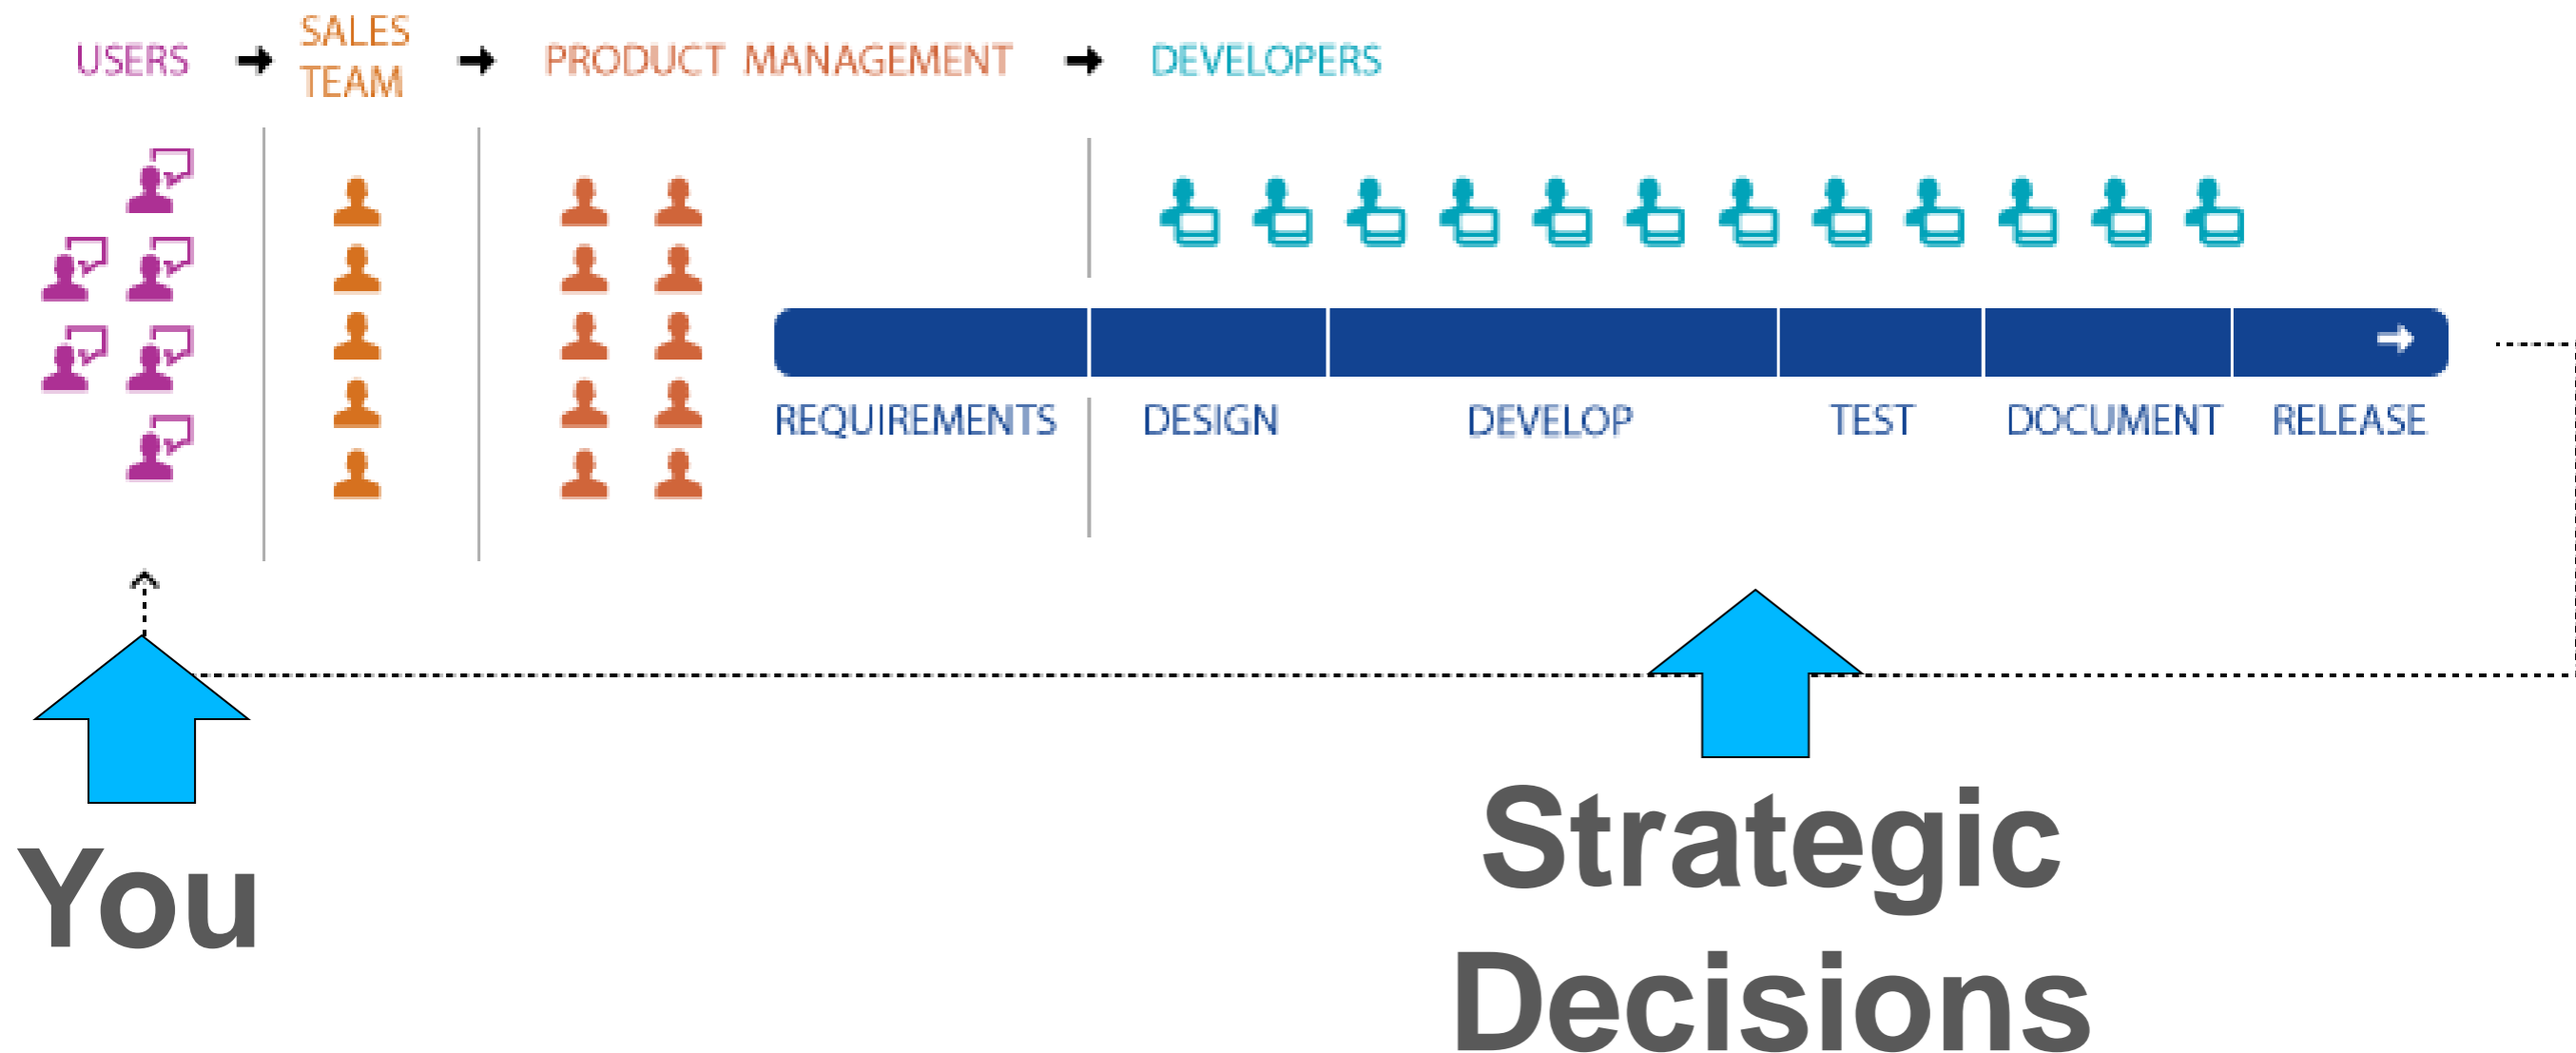 USERS
SALES
TEAM
PRODUCT MANAGEMENT
DEVELOPERS
REQUIREMENTS
DESIGN
DEVELOP
TEST
DOCUMENT
RELEASE
You
Strategic
Decisions